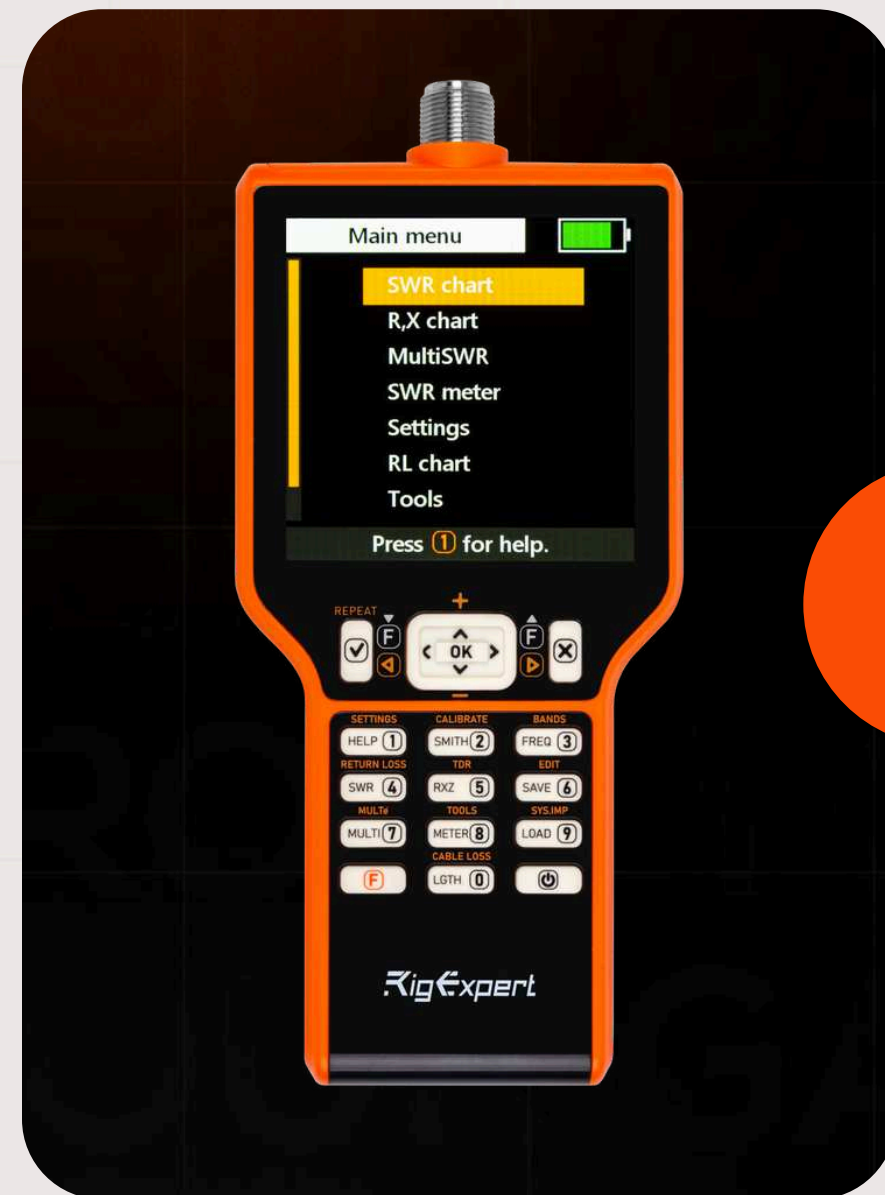 Main menu
SWR chart
R,X chart
MultiSWR
SWR meter
Settings
RL chart
Tools
Press 1 for help.
REPEAT
+
F
F
< OK >
−
SETTINGS CALIBRATE BANDS
HELP 1 SMITH 2 FREQ 3
RETURN LOSS TDR EDIT
SWR 4 RXZ 5 SAVE 6
TOOLS SYS.IMP
MULTI 7 METER 8 LOAD 9
CABLE LOSS
F LGTH 0
RigExpert